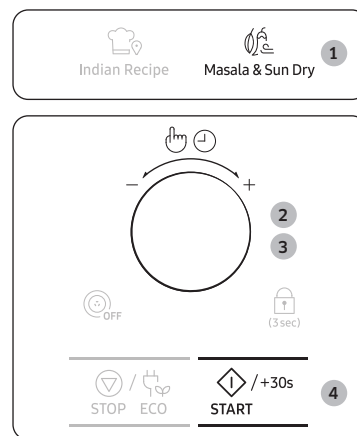 Indian Recipe Masala & Sun Dry 1
− +
2
3
OFF
(3 sec)
/ / +30s 4
STOP ECO START